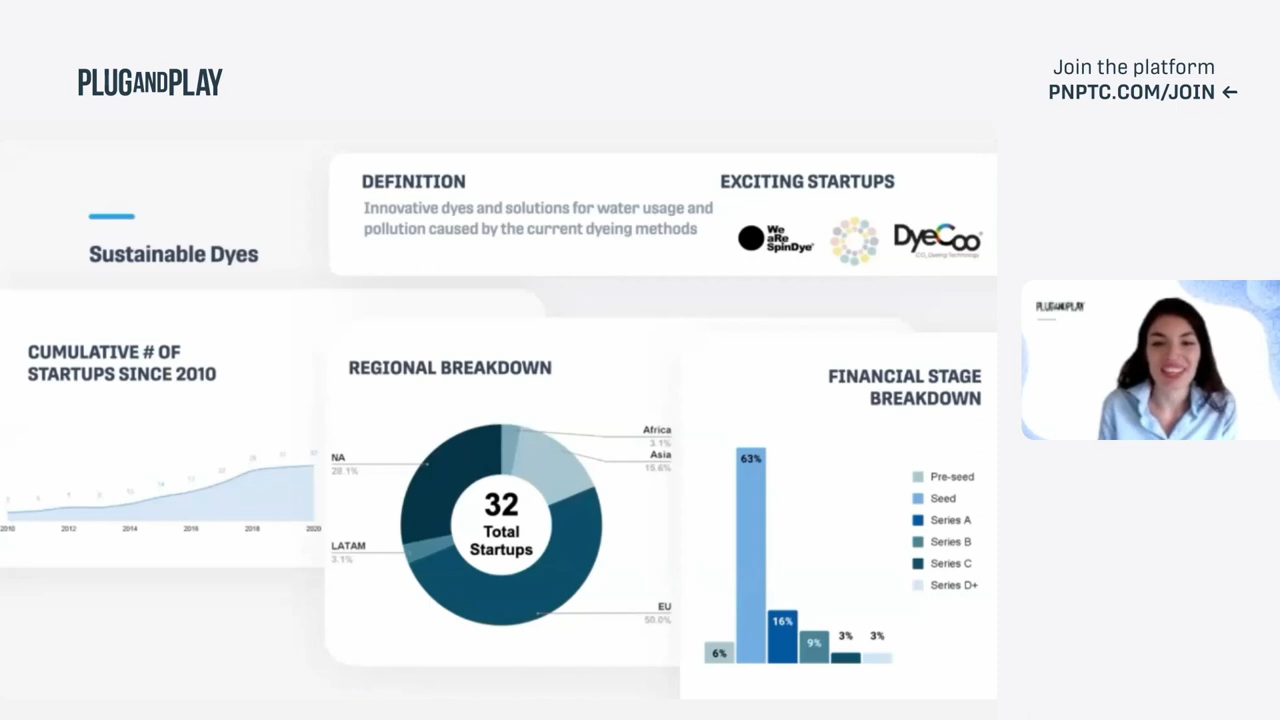 PLUGANDPLAY
Join the platform
PNPTC.COM/JOIN ←
Sustainable Dyes
DEFINITION
Innovative dyes and solutions for water usage and
pollution caused by the current dyeing methods
EXCITING STARTUPS
We
aRe
SpinDye®
DyeCoo®
CO₂ Dyeing Technology
CUMULATIVE # OF
STARTUPS SINCE 2010
2010 2012 2014 2016 2018 2020
REGIONAL BREAKDOWN
Africa
3.1%
Asia
15.6%
NA
28.1%
32
Total
Startups
LATAM
3.1%
EU
50.0%
FINANCIAL STAGE
BREAKDOWN
63%
16%
9%
6%
3%
3%
Pre-seed
Seed
Series A
Series B
Series C
Series D+
PLUGANDPLAY